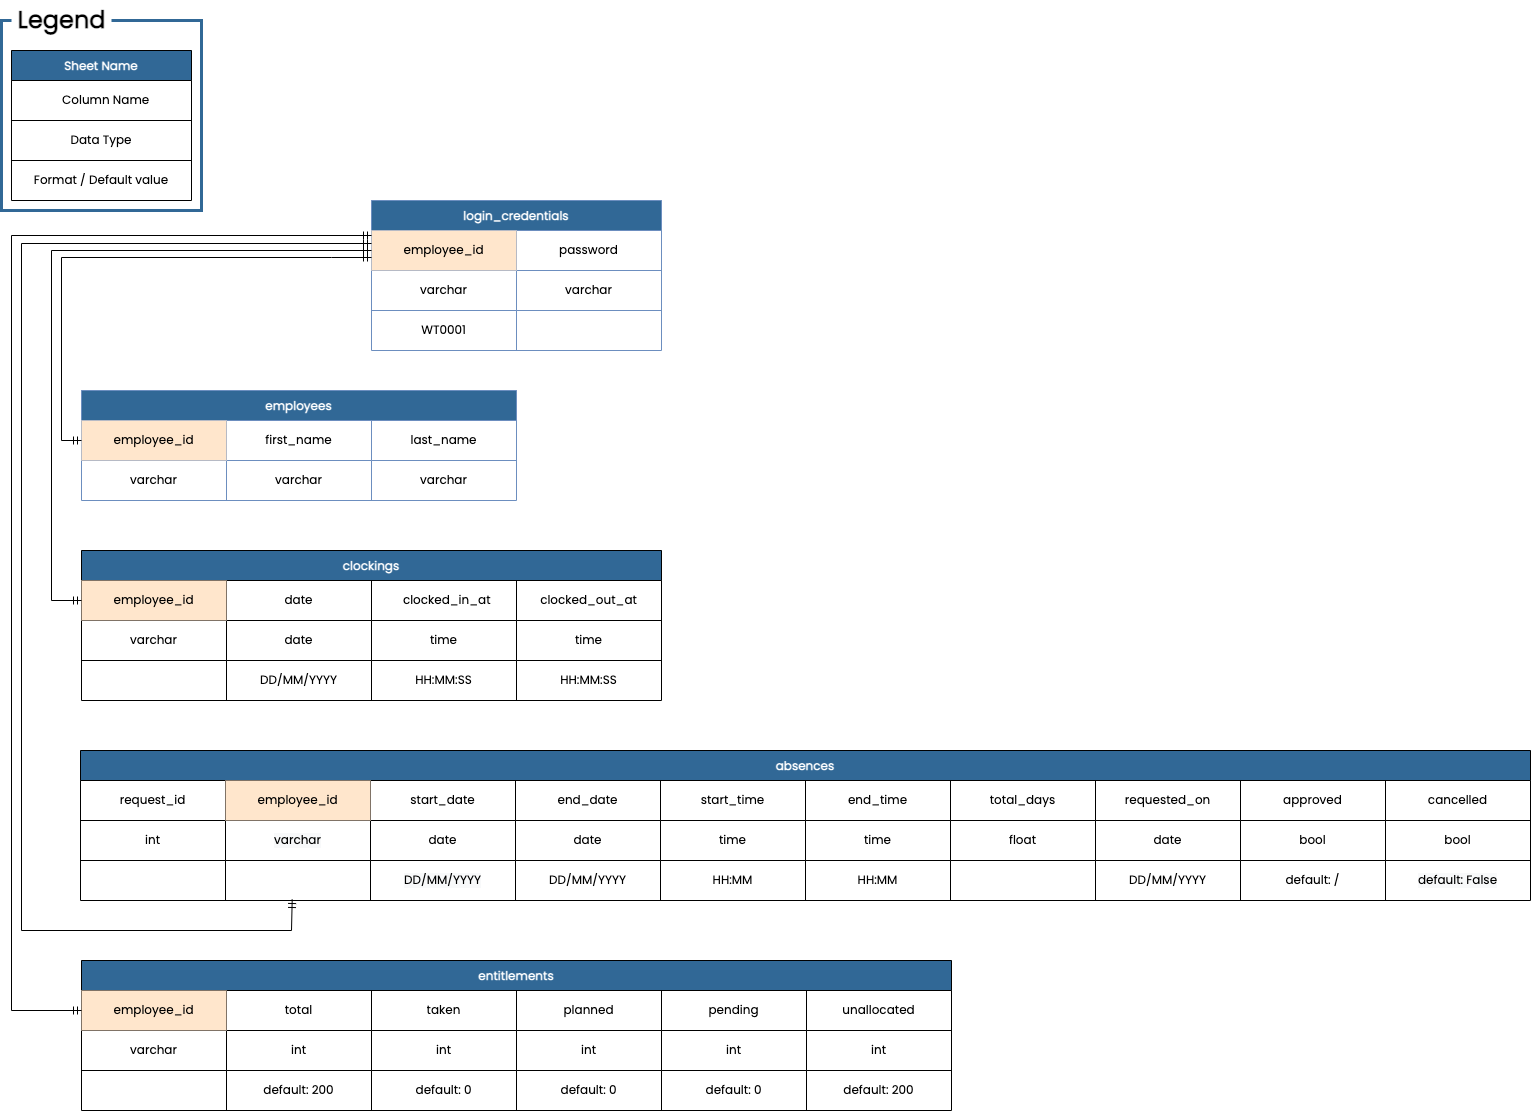 Legend
Sheet Name
Column Name
Data Type
Format / Default value
login_credentials
employee_id password
varchar varchar
WT0001
employees
employee_id first_name last_name
varchar varchar varchar
clockings
employee_id date clocked_in_at clocked_out_at
varchar date time time
DD/MM/YYYY HH:MM:SS HH:MM:SS
absences
request_id employee_id start_date end_date start_time end_time total_days requested_on approved cancelled
int varchar date date time time float date bool bool
DD/MM/YYYY DD/MM/YYYY HH:MM HH:MM DD/MM/YYYY default: / default: False
entitlements
employee_id total taken planned pending unallocated
varchar int int int int int
default: 200 default: 0 default: 0 default: 0 default: 200